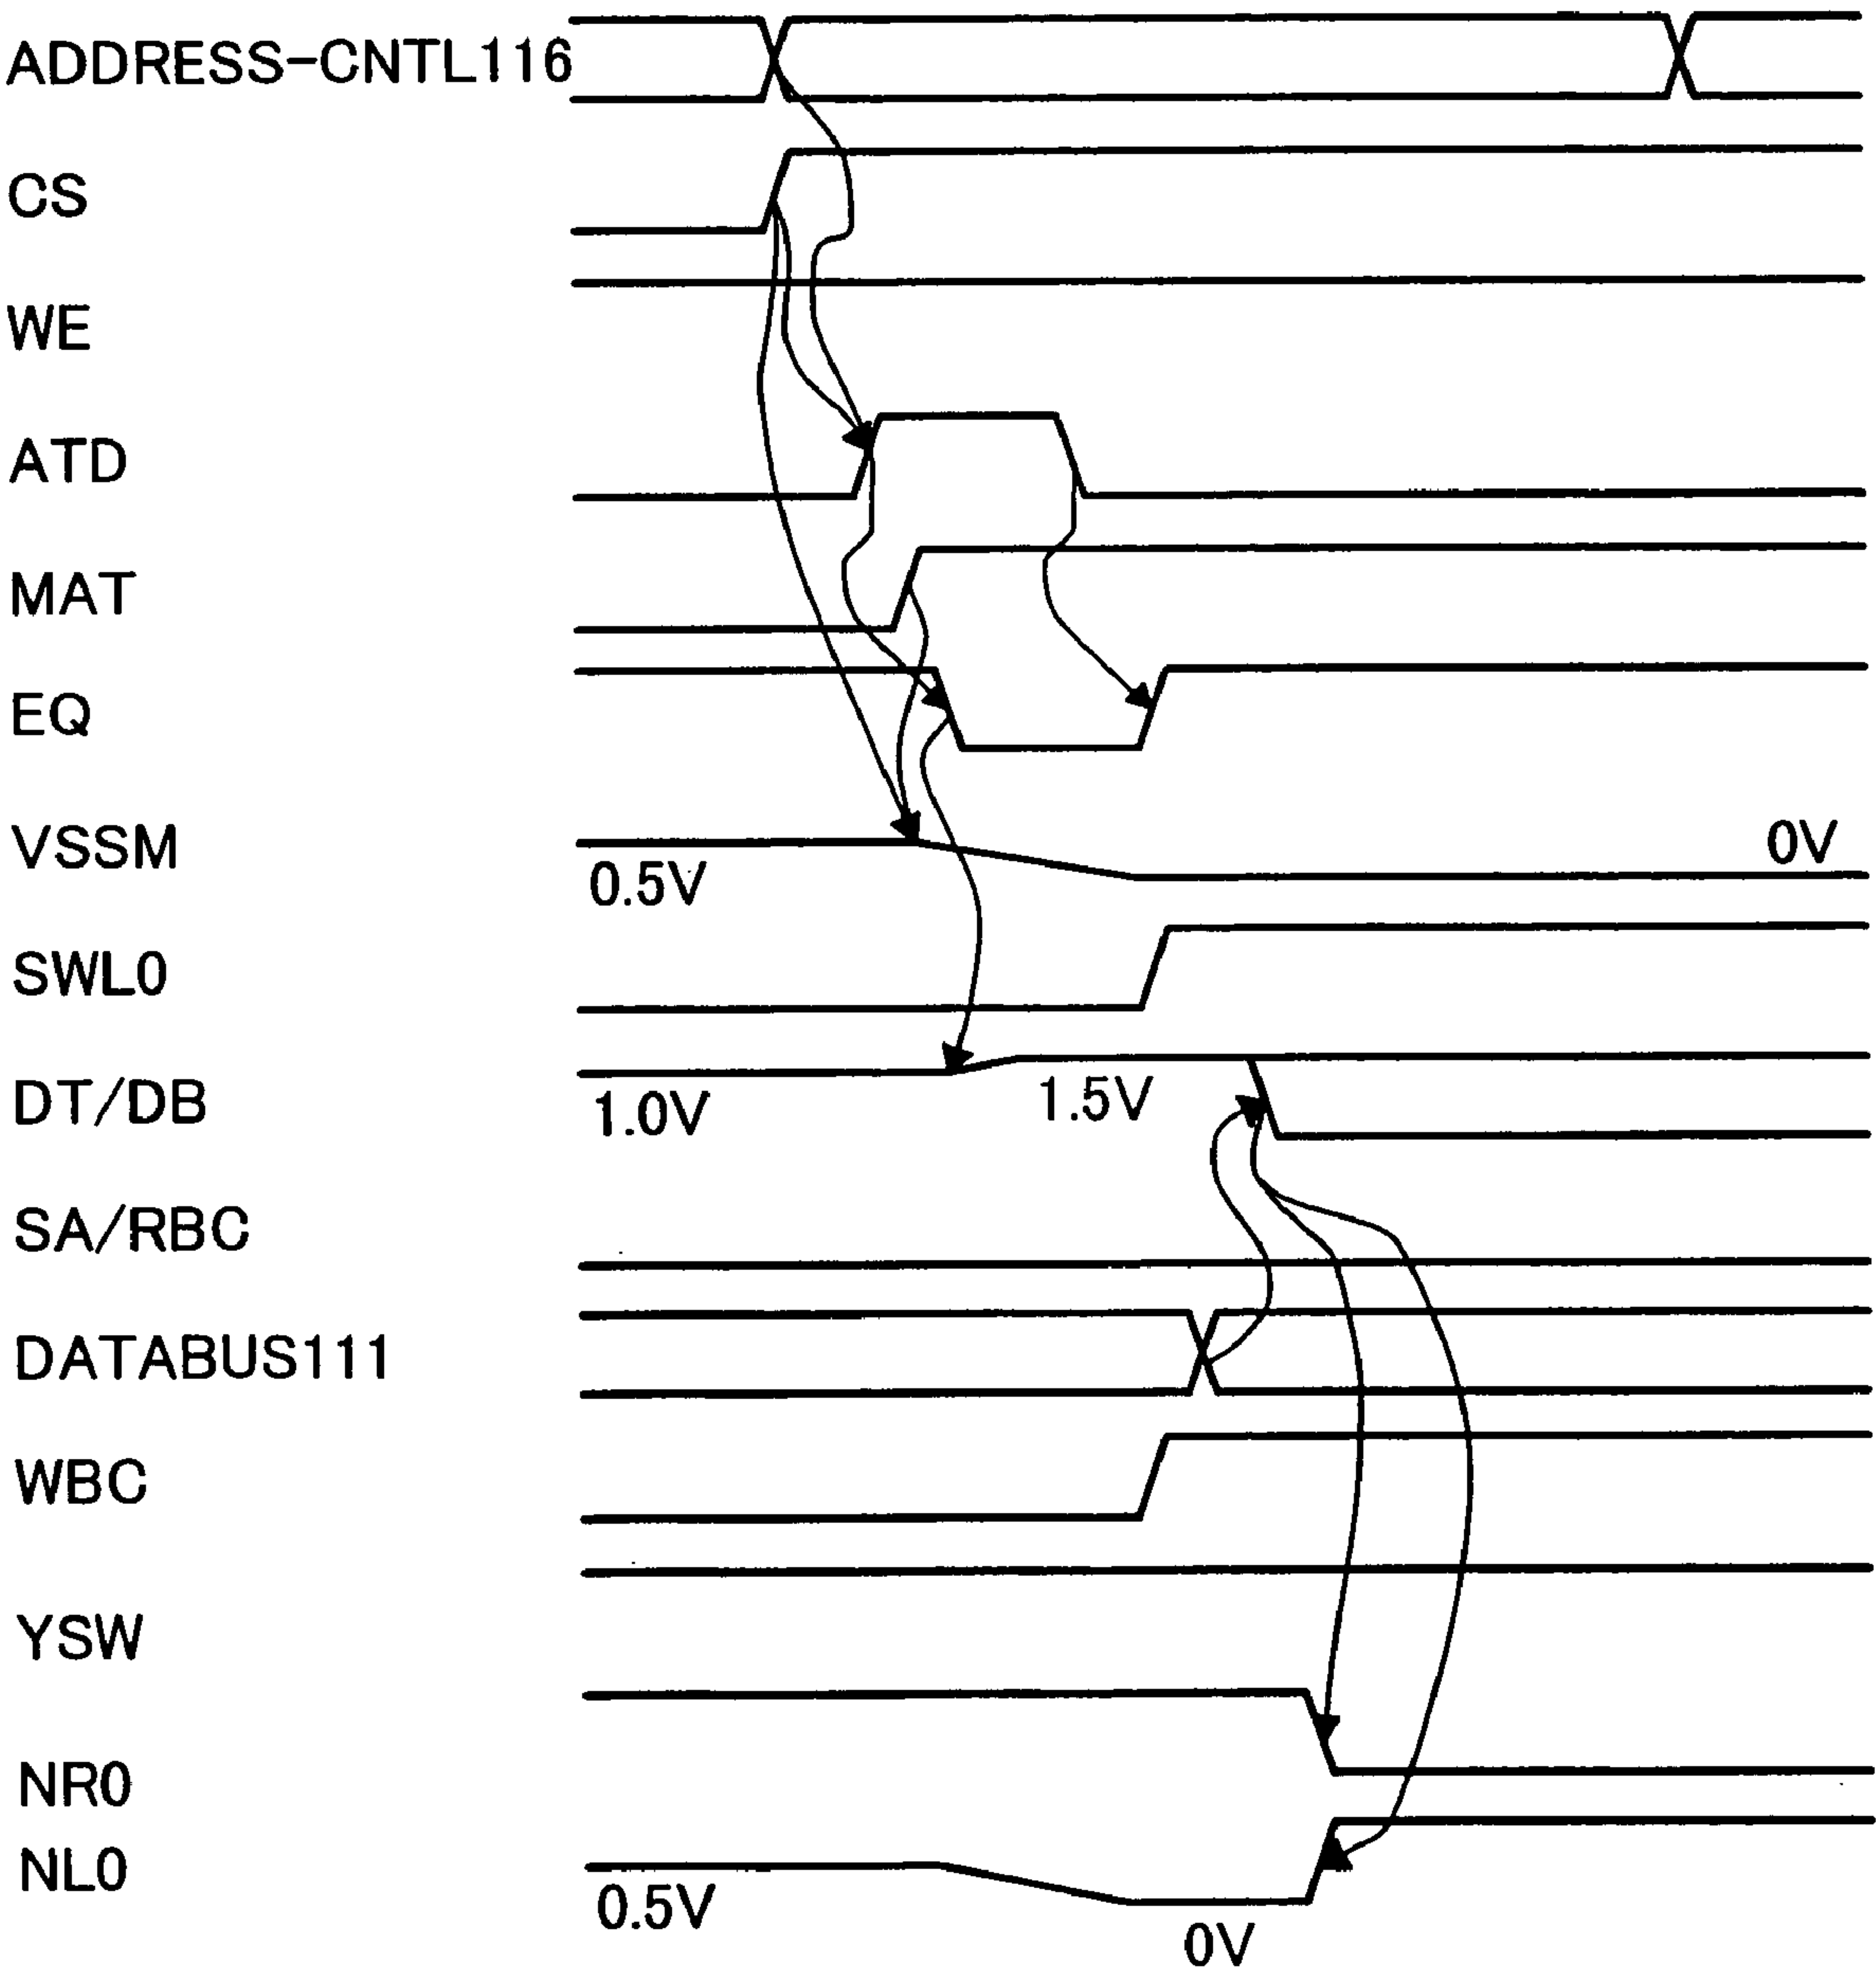 ADDRESS-CNTL116
CS
WE
ATD
MAT
EQ
VSSM
0.5V
0V
SWL0
DT/DB
1.0V
1.5V
SA/RBC
DATABUS111
WBC
YSW
NR0
NL0
0.5V
0V